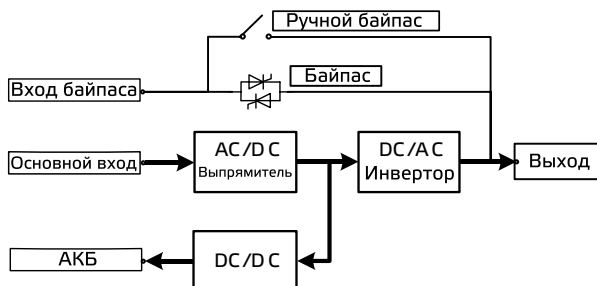 Ручной байпас
Байпас
Вход байпаса
AC/DC
Выпрямитель
DC/AC
Инвертор
Основной вход
Выход
АКБ
DC/DC